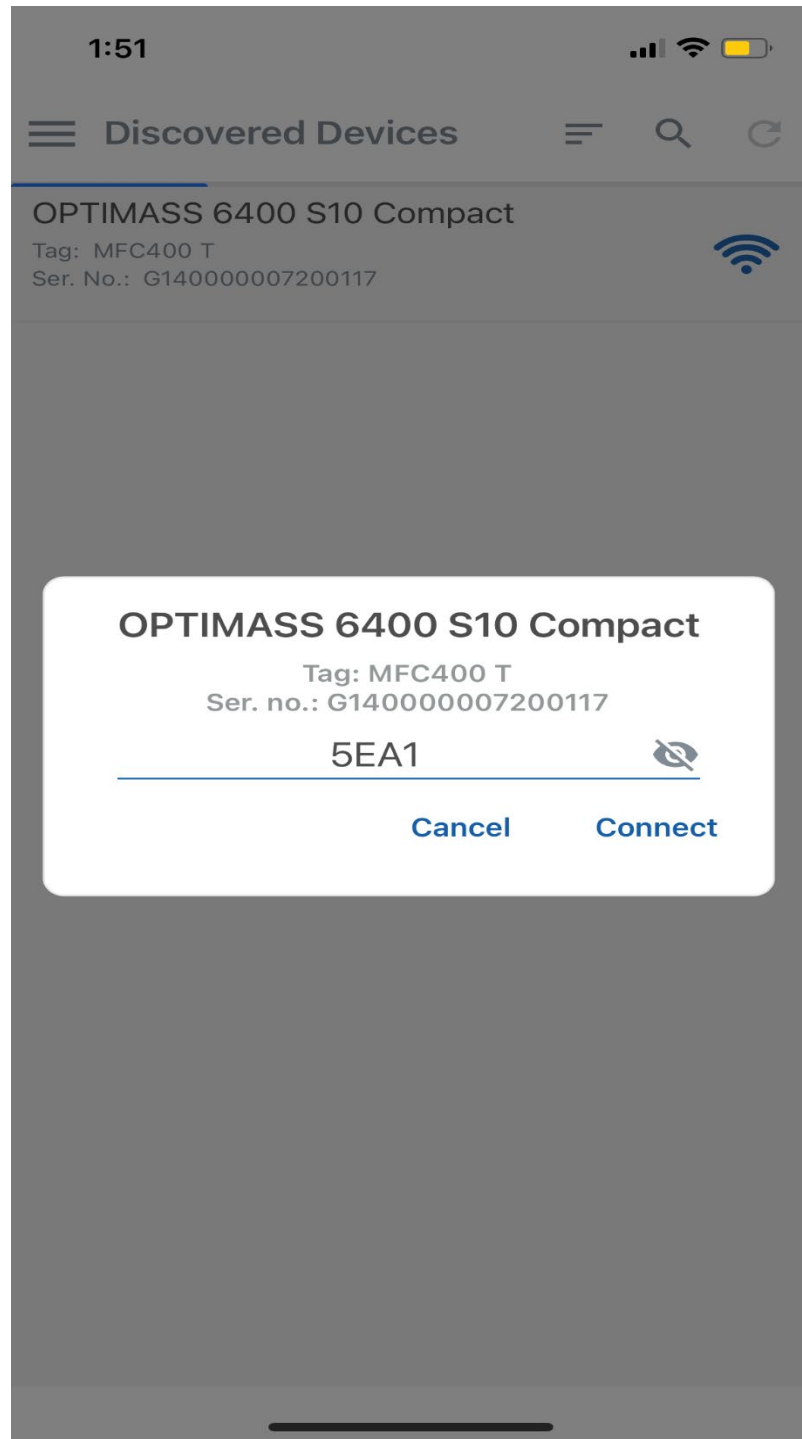 1:51
Discovered Devices
OPTIMASS 6400 S10 Compact
Tag: MFC400 T
Ser. No.: G140000007200117
OPTIMASS 6400 S10 Compact
Tag: MFC400 T
Ser. no.: G140000007200117
5EA1
Cancel Connect